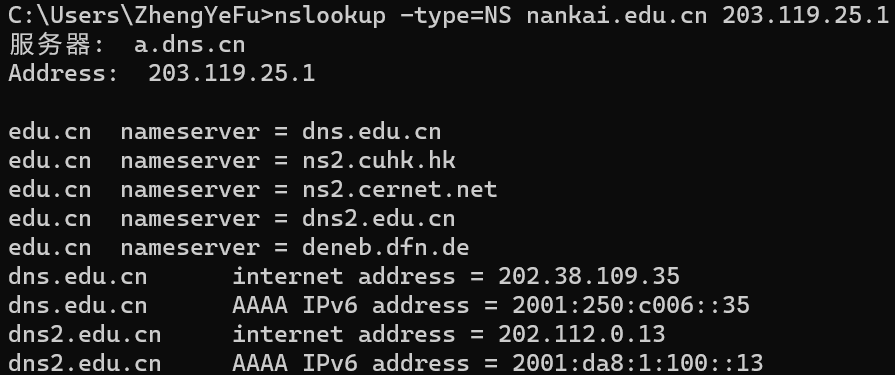 C:\Users\ZhengYeFu>nslookup -type=NS nankai.edu.cn 203.119.25.1
服务器:  a.dns.cn
Address:  203.119.25.1

edu.cn  nameserver = dns.edu.cn
edu.cn  nameserver = ns2.cuhk.hk
edu.cn  nameserver = ns2.cernet.net
edu.cn  nameserver = dns2.edu.cn
edu.cn  nameserver = deneb.dfn.de
dns.edu.cn      internet address = 202.38.109.35
dns.edu.cn      AAAA IPv6 address = 2001:250:c006::35
dns2.edu.cn     internet address = 202.112.0.13
dns2.edu.cn     AAAA IPv6 address = 2001:da8:1:100::13